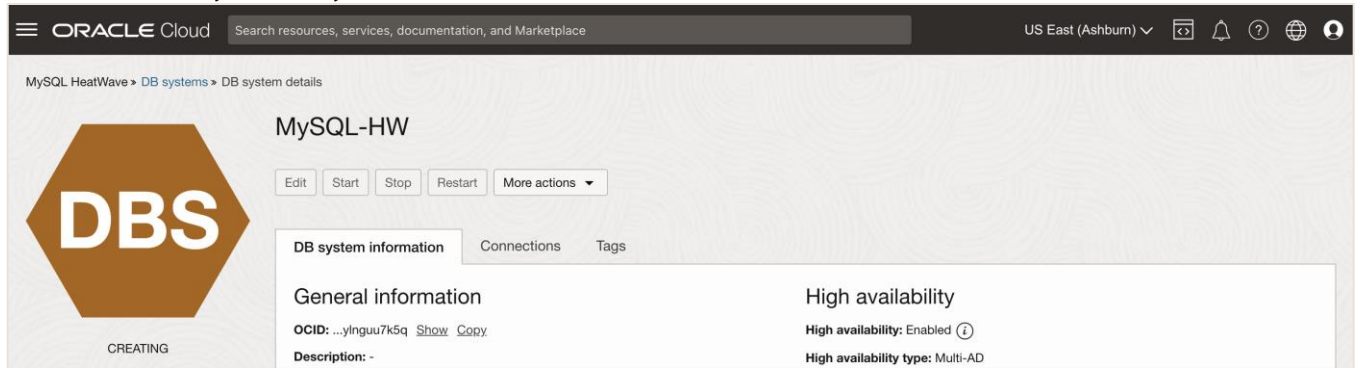 ORACLE Cloud
Search resources, services, documentation, and Marketplace
US East (Ashburn)
MySQL HeatWave » DB systems » DB system details
DBS
CREATING
MySQL-HW
Edit Start Stop Restart More actions
DB system information Connections Tags
General information
OCID: ...ylnguu7k5q Show Copy
Description: -
High availability
High availability: Enabled
High availability type: Multi-AD